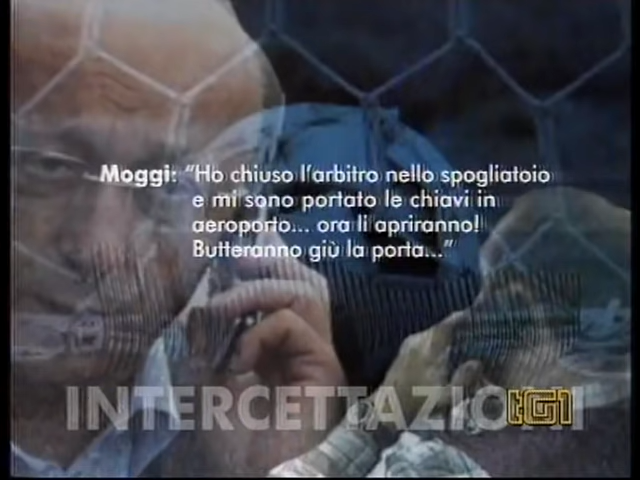 Moggi: “Ho chiuso l'arbitro nello spogliatoio
e mi sono portato le chiavi in
aeroporto... ora li apriranno!
Butteranno giù la porta...”
INTERCETTAZIONI
tG1